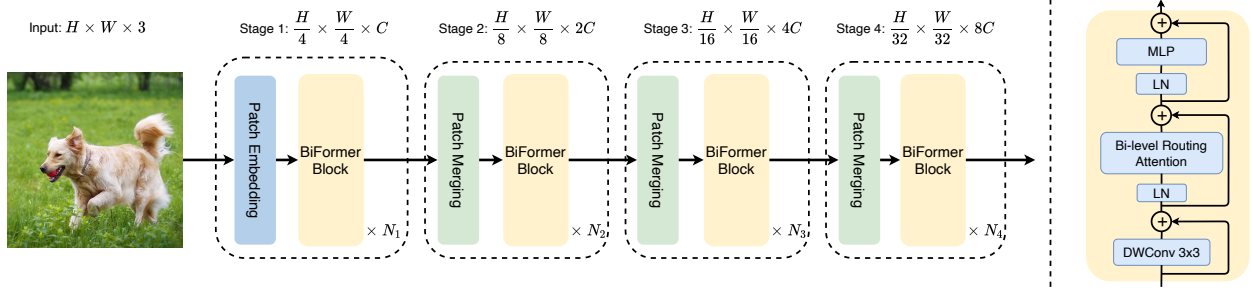 Input: H × W × 3
Stage 1: H/4 × W/4 × C
Stage 2: H/8 × W/8 × 2C
Stage 3: H/16 × W/16 × 4C
Stage 4: H/32 × W/32 × 8C
Patch Embedding
BiFormer
Block
× N₁
Patch Merging
BiFormer
Block
× N₂
Patch Merging
BiFormer
Block
× N₃
Patch Merging
BiFormer
Block
× N₄
+
MLP
LN
+
Bi-level Routing
Attention
LN
+
DWConv 3x3